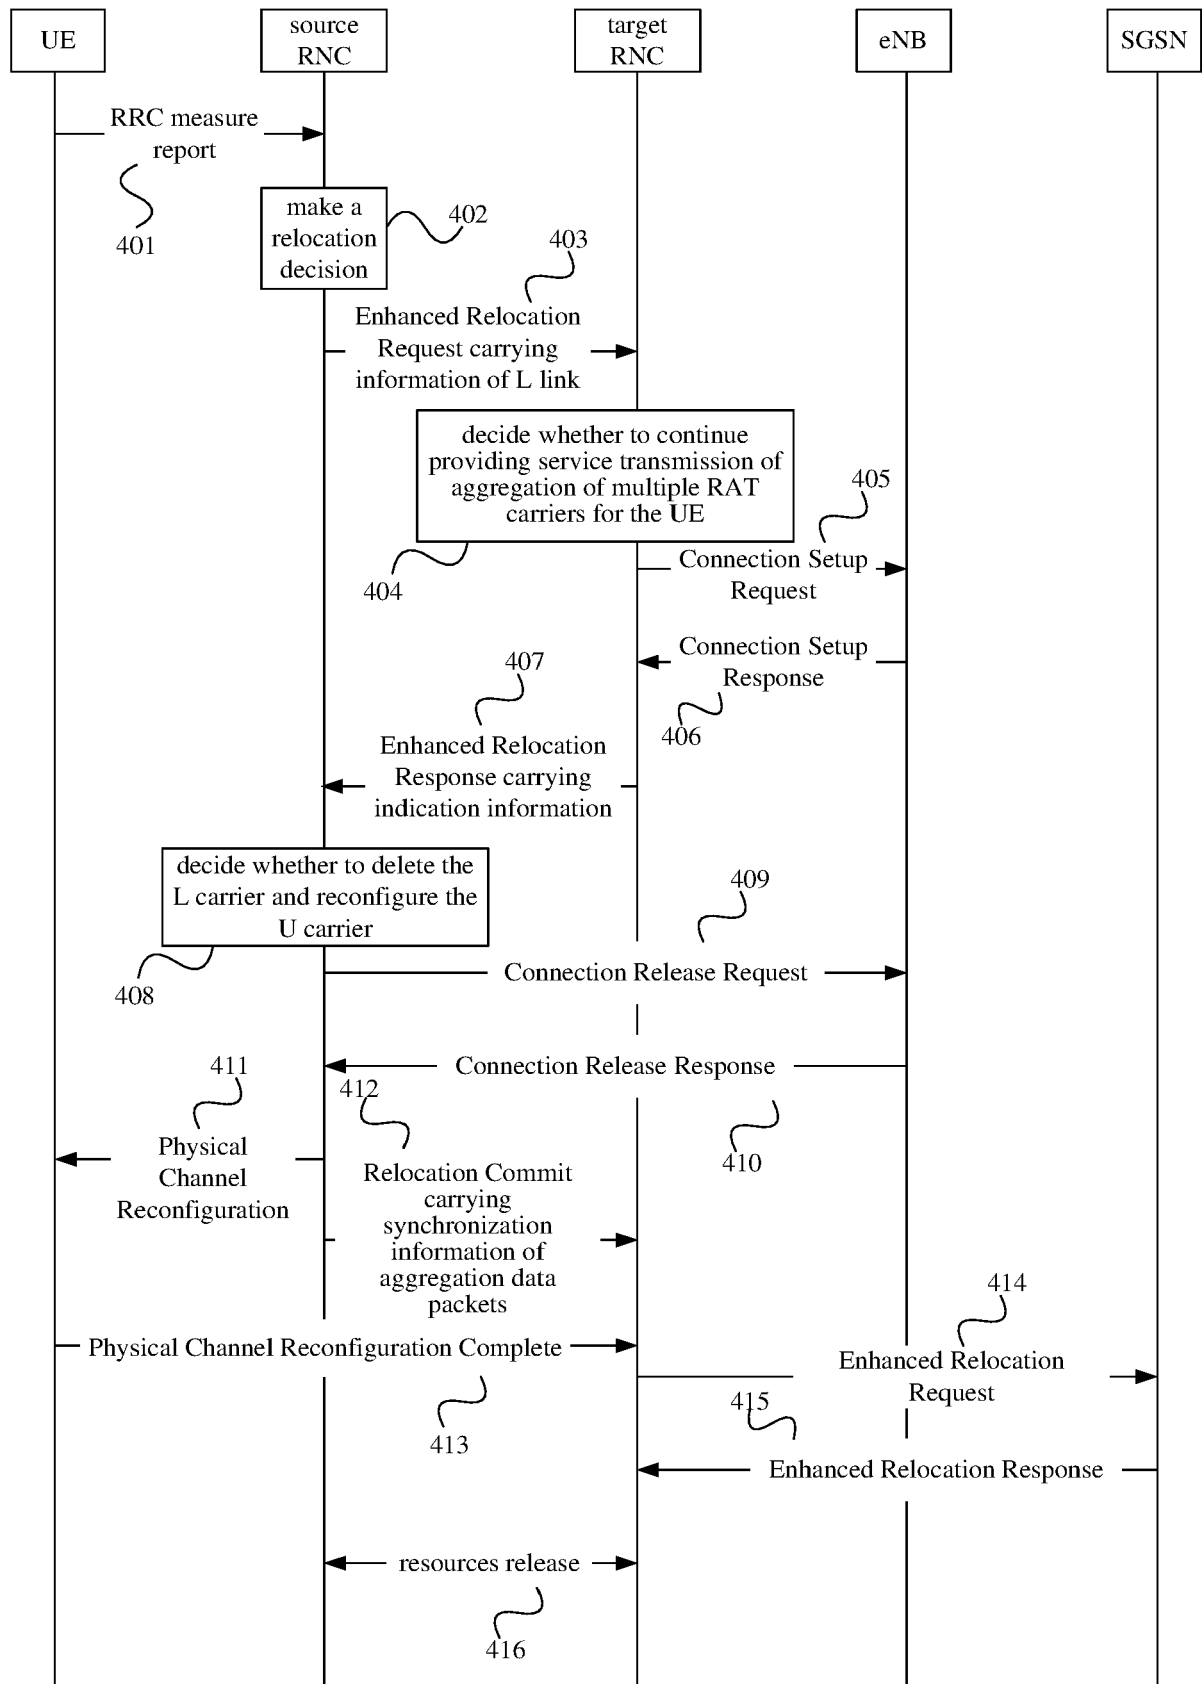 UE
source
RNC
target
RNC
eNB
SGSN
RRC measure
report
401
make a
relocation
decision
402
403
Enhanced Relocation
Request carrying
information of L link
decide whether to continue
providing service transmission of
aggregation of multiple RAT
carriers for the UE
404
405
Connection Setup
Request
Connection Setup
Response
406
407
Enhanced Relocation
Response carrying
indication information
decide whether to delete the
L carrier and reconfigure the
U carrier
408
409
Connection Release Request
Connection Release Response
410
411
Physical
Channel
Reconfiguration
412
Relocation Commit
carrying
synchronization
information of
aggregation data
packets
Physical Channel Reconfiguration Complete
413
414
Enhanced Relocation
Request
415
Enhanced Relocation Response
resources release
416